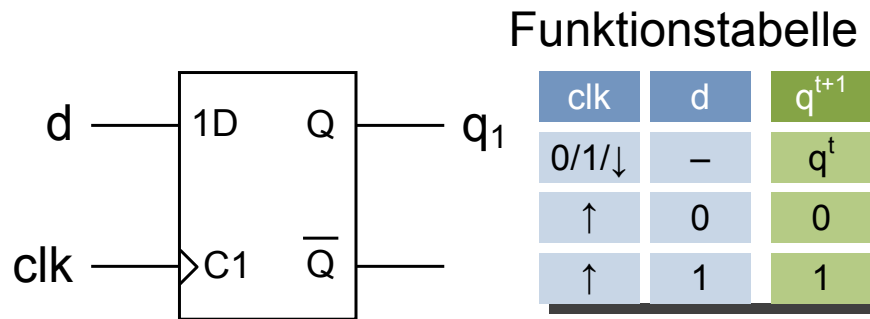 Funktionstabelle
d 1D Q q₁
clk C1 Q̅
clk d qᵗ⁺¹
0/1/↓ – qᵗ
↑ 0 0
↑ 1 1